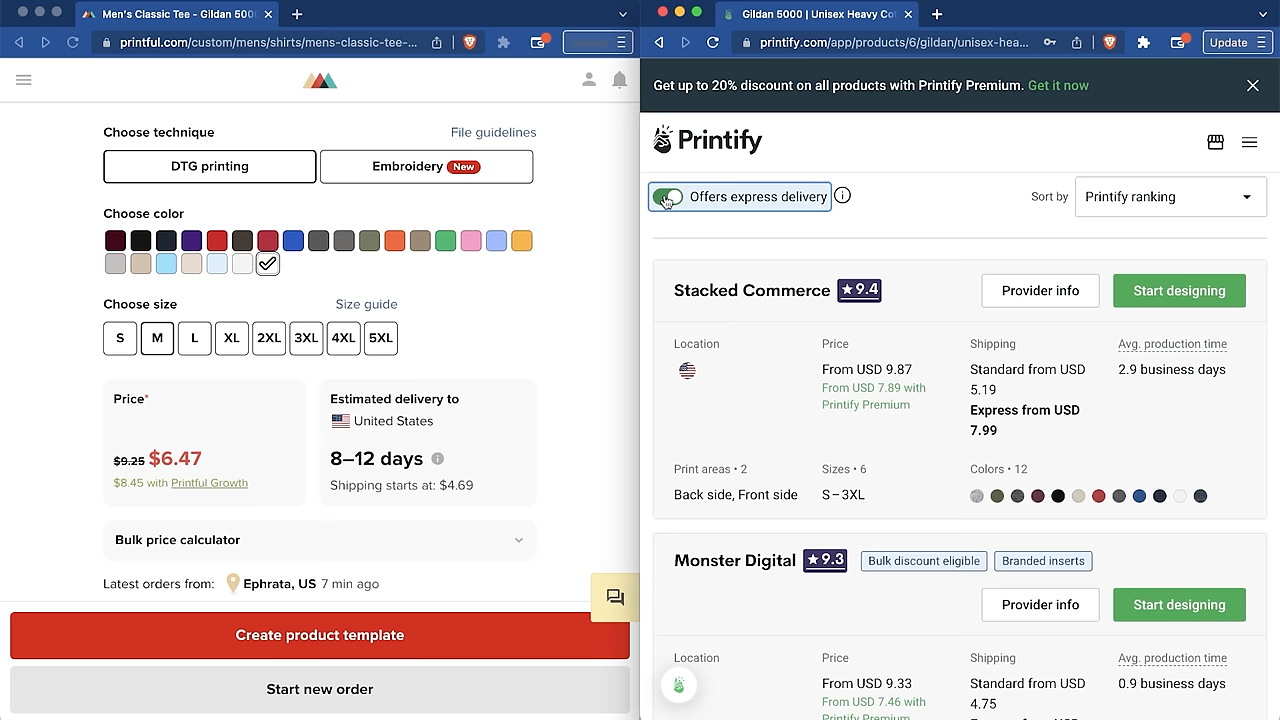 Men's Classic Tee - Gildan 500
printful.com/custom/mens/shirts/mens-classic-tee-...
Choose technique
File guidelines
DTG printing
Embroidery New
Choose color
Choose size
Size guide
S M L XL 2XL 3XL 4XL 5XL
Price*
$9.25 $6.47
$8.45 with Printful Growth
Estimated delivery to
United States
8–12 days
Shipping starts at: $4.69
Bulk price calculator
Latest orders from: Ephrata, US 7 min ago
Create product template
Start new order
Gildan 5000 | Unisex Heavy Co
printify.com/app/products/6/gildan/unisex-hea...
Update
Get up to 20% discount on all products with Printify Premium. Get it now
Printify
Offers express delivery
Sort by
Printify ranking
Stacked Commerce 9.4
Provider info
Start designing
Location
Price
From USD 9.87
From USD 7.89 with
Printify Premium
Shipping
Standard from USD
5.19
Express from USD
7.99
Avg. production time
2.9 business days
Print areas • 2
Back side, Front side
Sizes • 6
S – 3XL
Colors • 12
Monster Digital 9.3
Bulk discount eligible
Branded inserts
Provider info
Start designing
Location
Price
From USD 9.33
From USD 7.46 with
Printify Premium
Shipping
Standard from USD
4.75
Avg. production time
0.9 business days